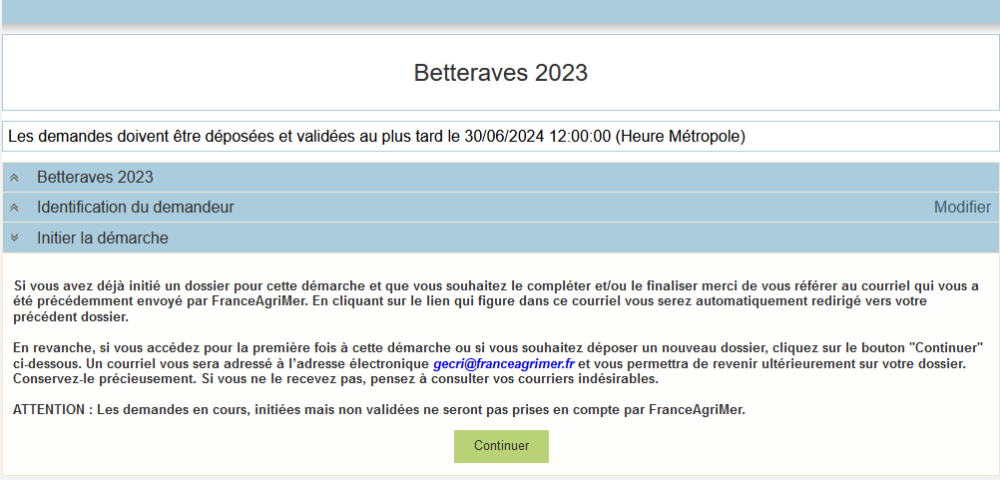 Betteraves 2023
Les demandes doivent être déposées et validées au plus tard le 30/06/2024 12:00:00 (Heure Métropole)
Betteraves 2023
Identification du demandeur Modifier
Initier la démarche
Si vous avez déjà initié un dossier pour cette démarche et que vous souhaitez le compléter et/ou le finaliser merci de vous référer au courriel qui vous a
été précédemment envoyé par FranceAgriMer. En cliquant sur le lien qui figure dans ce courriel vous serez automatiquement redirigé vers votre
précédent dossier.
En revanche, si vous accédez pour la première fois à cette démarche ou si vous souhaitez déposer un nouveau dossier, cliquez sur le bouton "Continuer"
ci-dessous. Un courriel vous sera adressé à l'adresse électronique gecri@franceagrimer.fr et vous permettra de revenir ultérieurement sur votre dossier.
Conservez-le précieusement. Si vous ne le recevez pas, pensez à consulter vos courriers indésirables.
ATTENTION : Les demandes en cours, initiées mais non validées ne seront pas prises en compte par FranceAgriMer.
Continuer